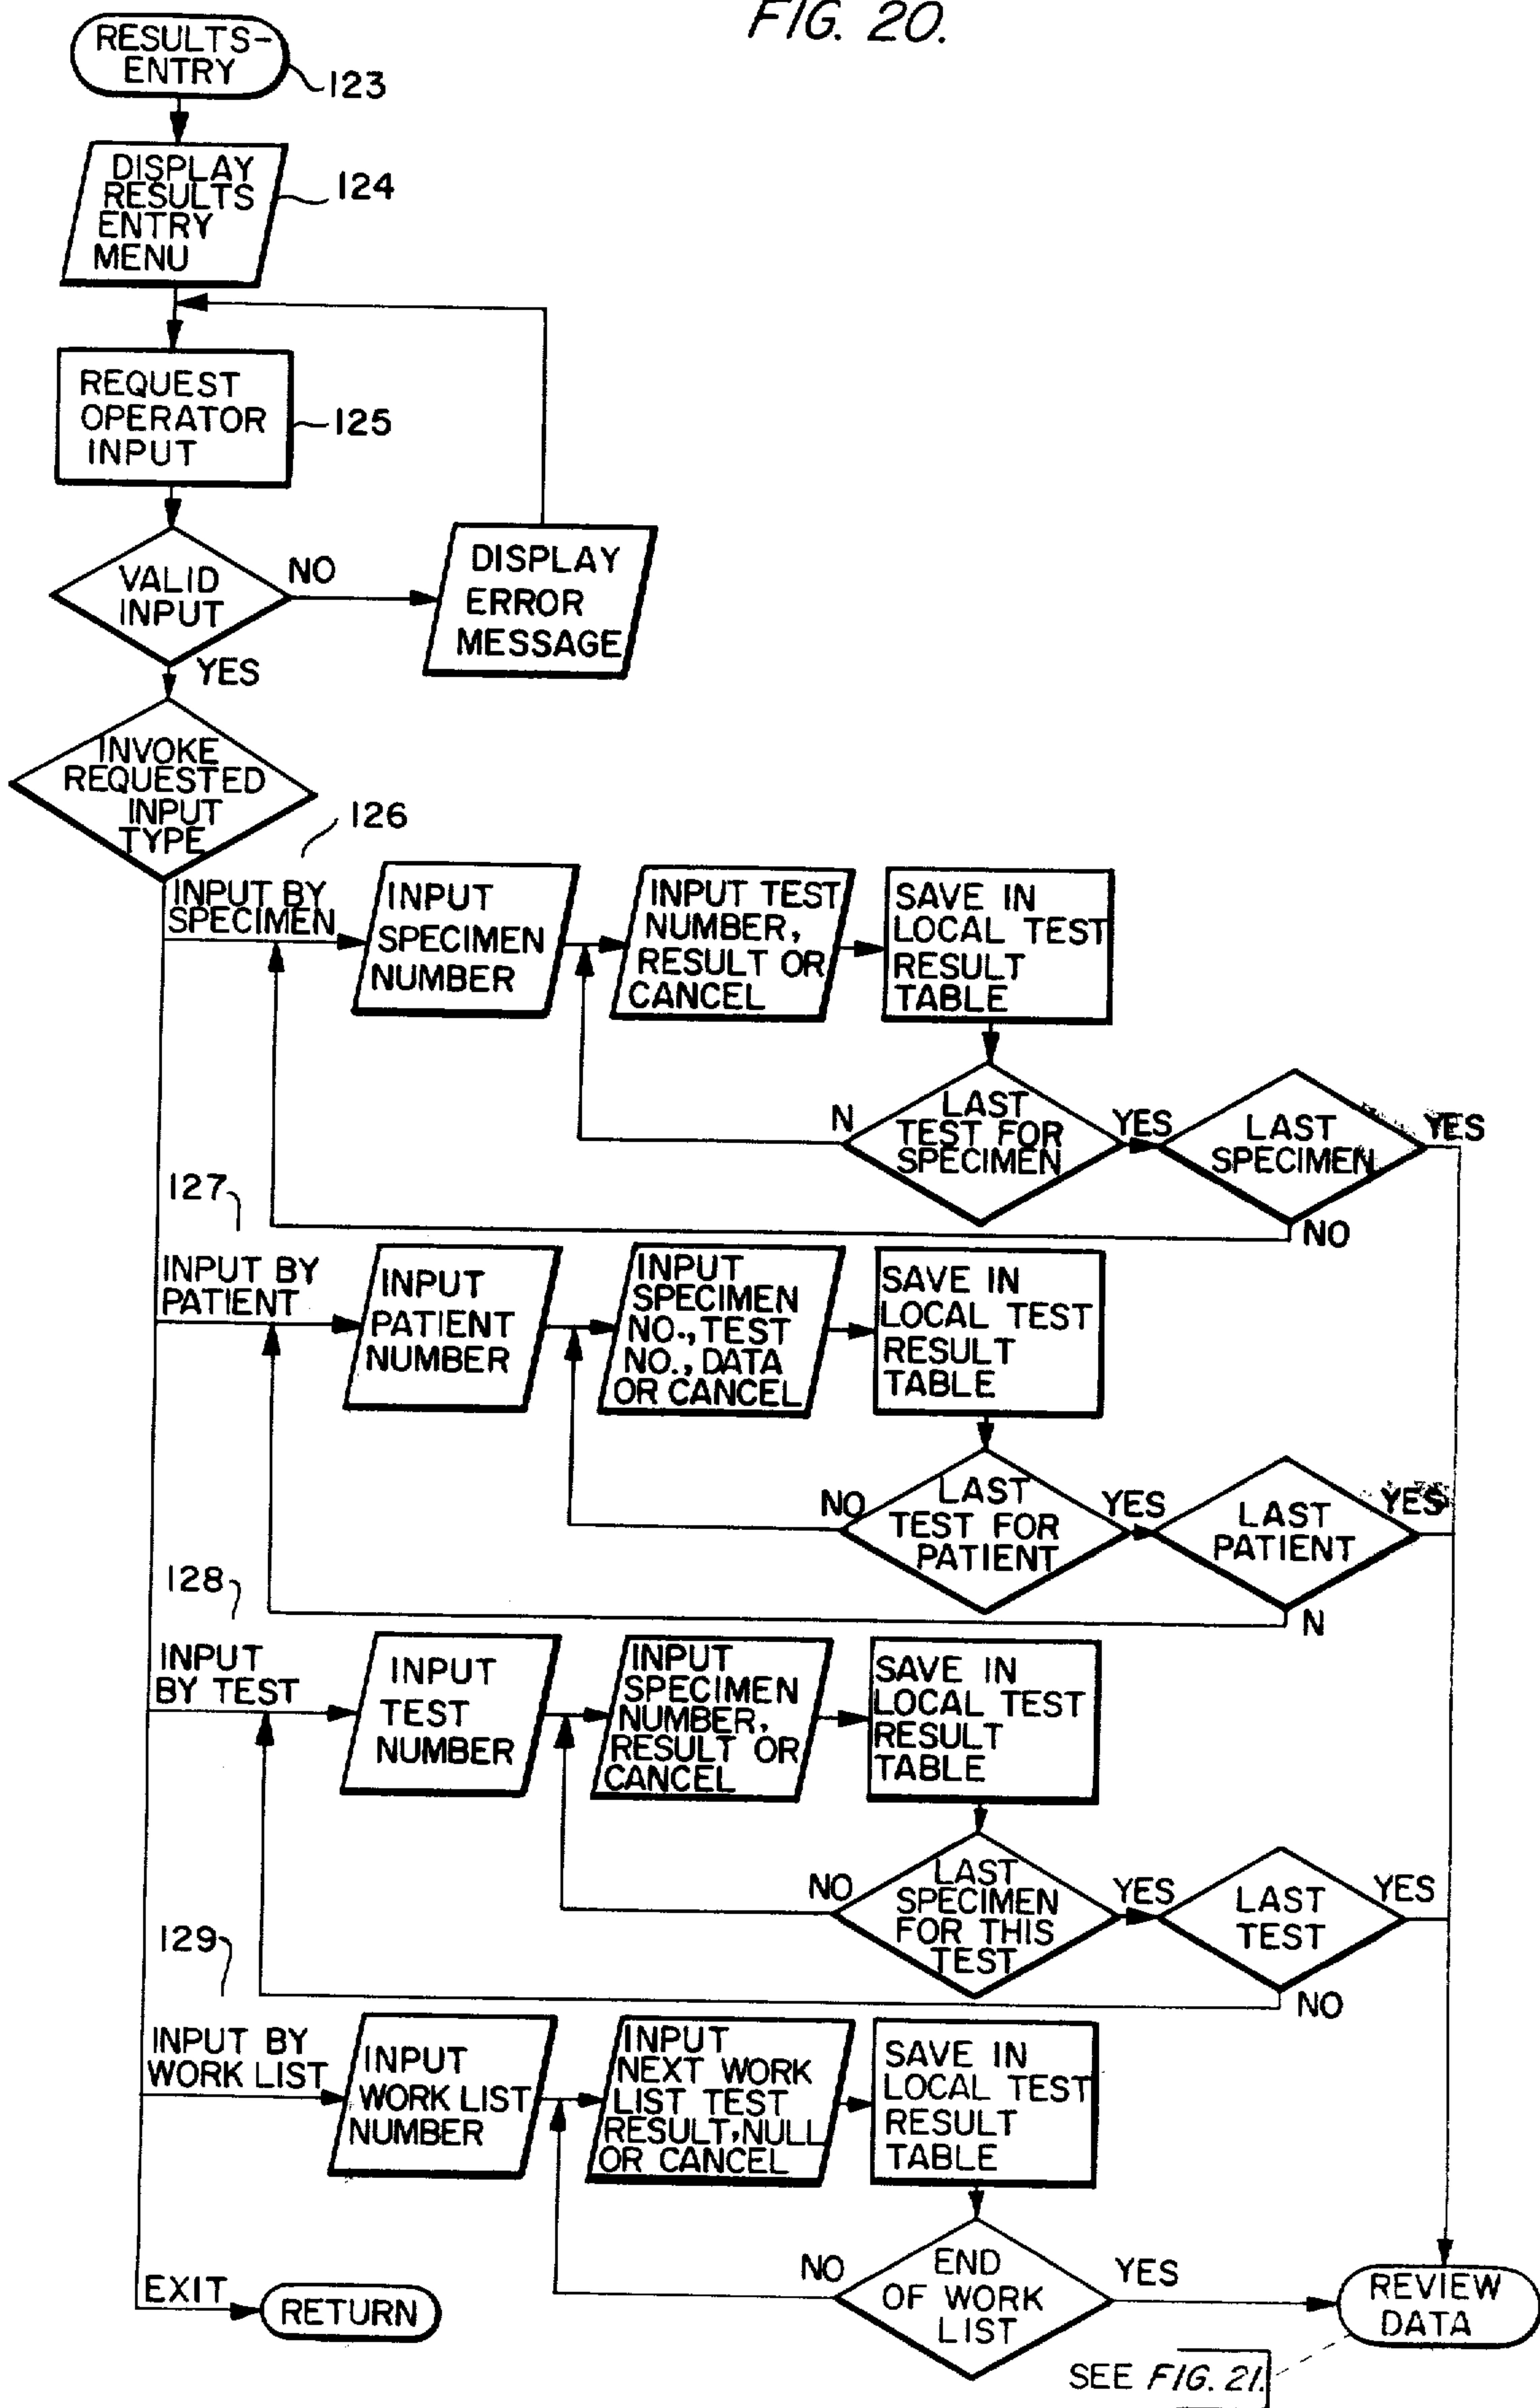 FIG. 20.
RESULTS-
ENTRY
123
DISPLAY
RESULTS
ENTRY
MENU
124
REQUEST
OPERATOR
INPUT
125
VALID
INPUT
NO
DISPLAY
ERROR
MESSAGE
YES
INVOKE
REQUESTED
INPUT
TYPE
126
INPUT BY
SPECIMEN
INPUT
SPECIMEN
NUMBER
INPUT TEST
NUMBER,
RESULT OR
CANCEL
SAVE IN
LOCAL TEST
RESULT
TABLE
N
LAST
TEST FOR
SPECIMEN
YES
LAST
SPECIMEN
YES
NO
127
INPUT BY
PATIENT
INPUT
PATIENT
NUMBER
INPUT
SPECIMEN
NO., TEST
NO., DATA
OR CANCEL
SAVE IN
LOCAL TEST
RESULT
TABLE
NO
LAST
TEST FOR
PATIENT
YES
LAST
PATIENT
YES
N
128
INPUT
BY TEST
INPUT
TEST
NUMBER
INPUT
SPECIMEN
NUMBER,
RESULT OR
CANCEL
SAVE IN
LOCAL TEST
RESULT
TABLE
NO
LAST
SPECIMEN
FOR THIS
TEST
YES
LAST
TEST
YES
NO
129
INPUT BY
WORK LIST
INPUT
WORK LIST
NUMBER
INPUT
NEXT WORK
LIST TEST
RESULT, NULL
OR CANCEL
SAVE IN
LOCAL TEST
RESULT
TABLE
NO
END
OF WORK
LIST
YES
REVIEW
DATA
EXIT
RETURN
SEE FIG. 21.